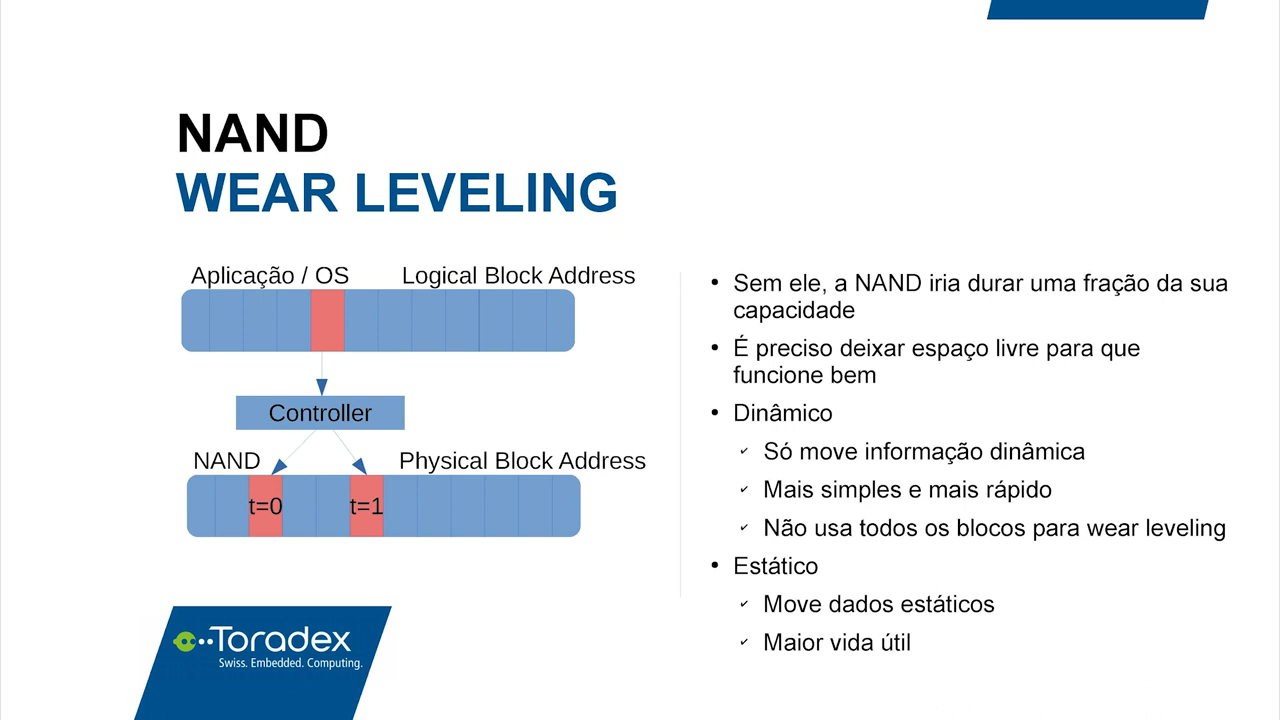 NAND
WEAR LEVELING
Aplicação / OS
Logical Block Address
Controller
NAND
Physical Block Address
t=0
t=1
• Sem ele, a NAND iria durar uma fração da sua
capacidade
• É preciso deixar espaço livre para que
funcione bem
• Dinâmico
✓ Só move informação dinâmica
✓ Mais simples e mais rápido
✓ Não usa todos os blocos para wear leveling
• Estático
✓ Move dados estáticos
✓ Maior vida útil
Toradex
Swiss. Embedded. Computing.